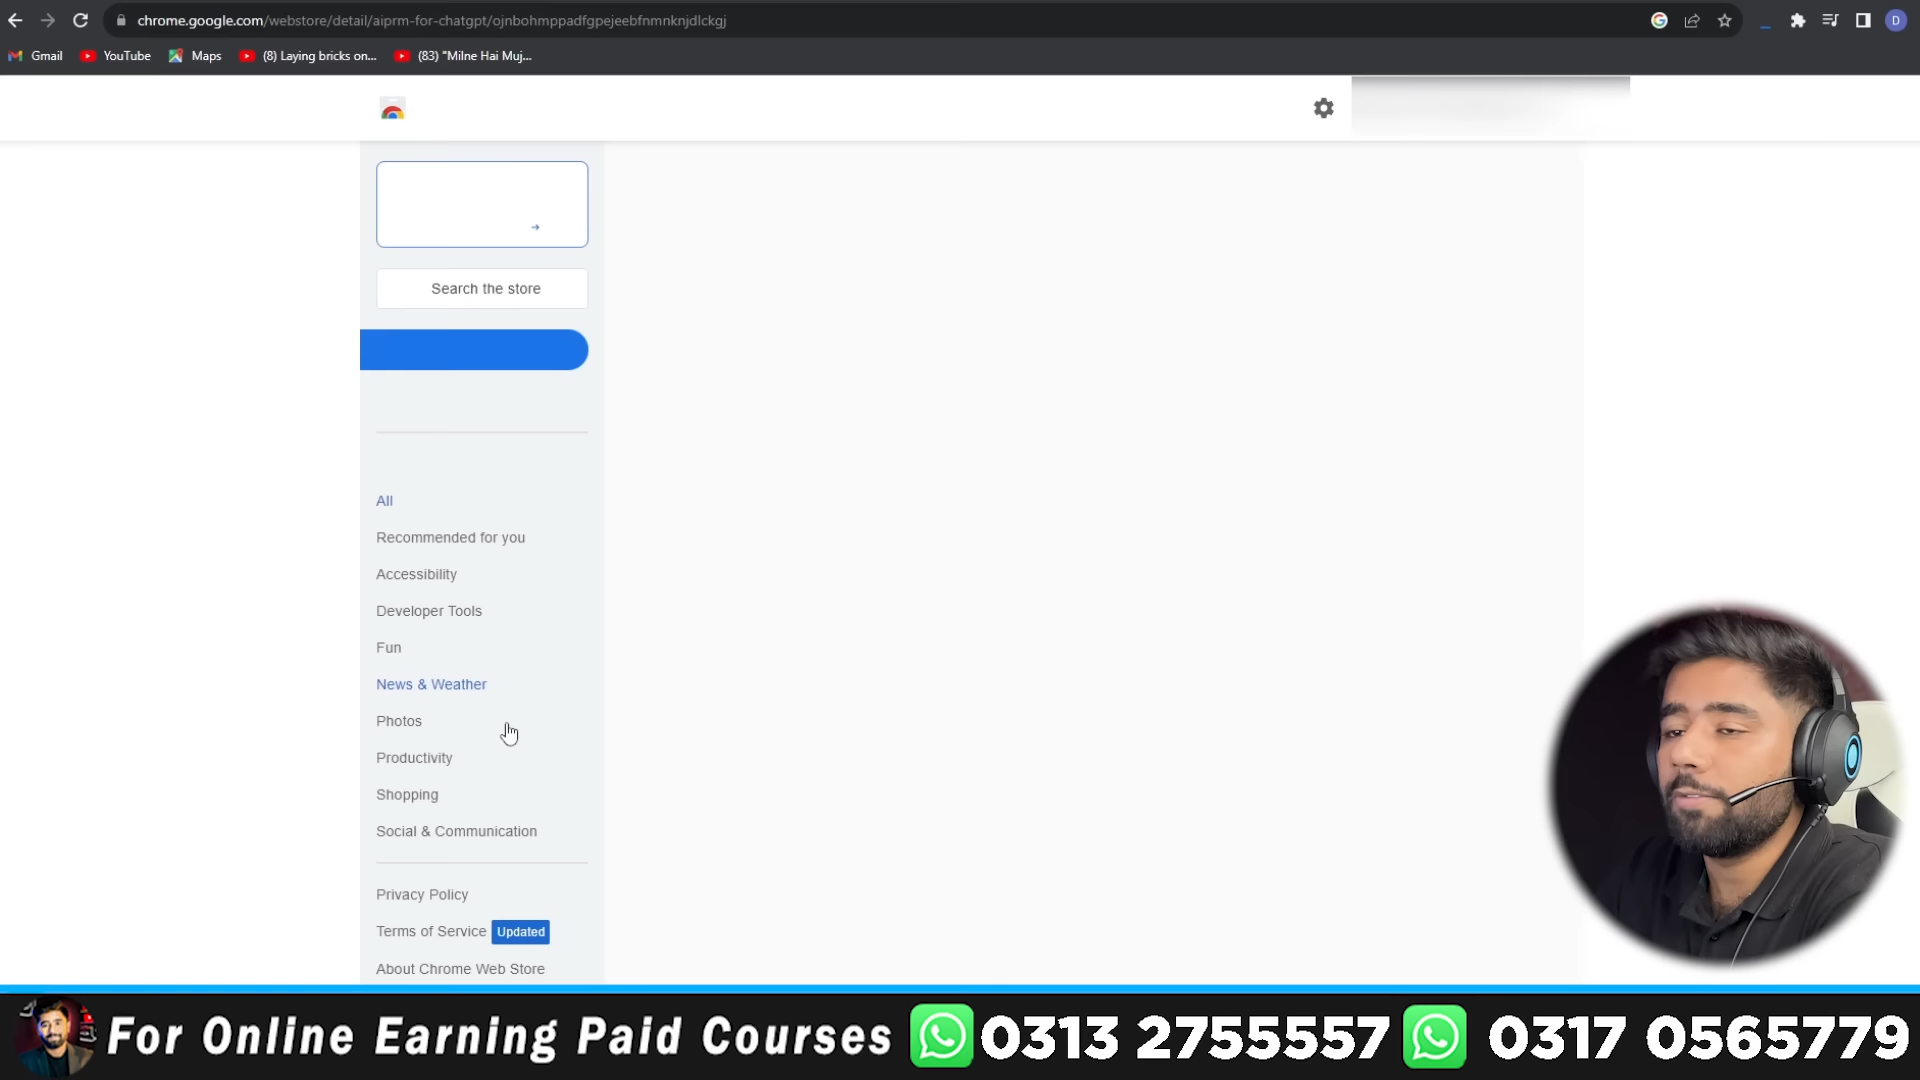 chrome.google.com/webstore/detail/aiprm-for-chatgpt/ojnbohmppadfgpejeebfnmnknjdlckgj
D
Gmail
YouTube
Maps
(8) Laying bricks on...
(83) "Milne Hai Muj...
Search the store
All
Recommended for you
Accessibility
Developer Tools
Fun
News & Weather
Photos
Productivity
Shopping
Social & Communication
Privacy Policy
Terms of Service Updated
About Chrome Web Store
For Online Earning Paid Courses 0313 2755557 0317 0565779